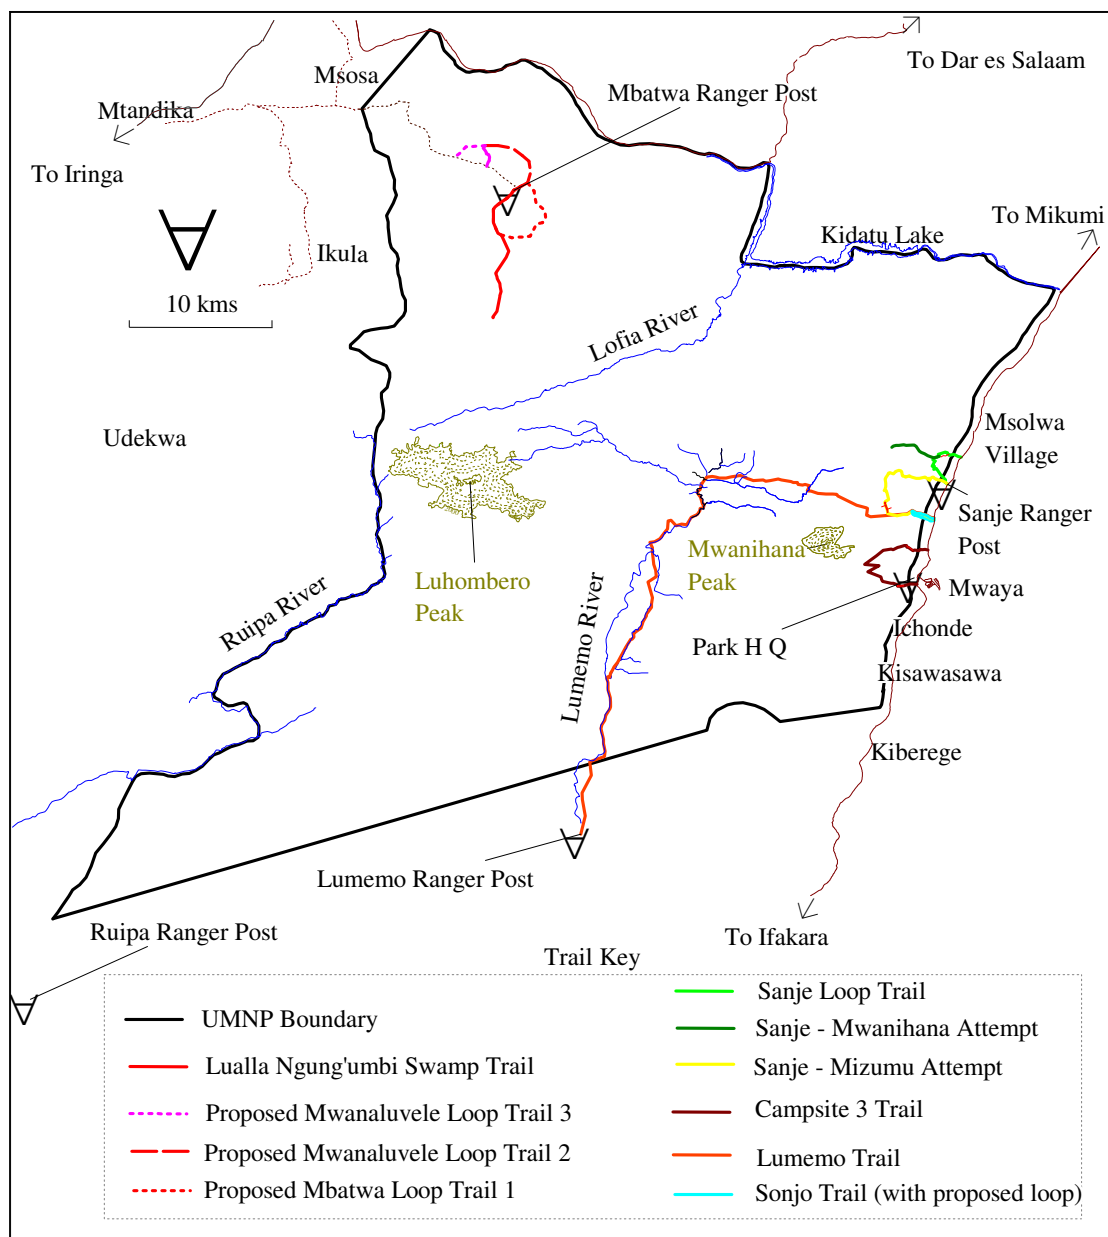 To Dar es Salaam
Msosa
Mbatwa Ranger Post
Mtandika
To Iringa
To Mikumi
Kidatu Lake
Ikula
10 kms
Lofia River
Udekwa
Msolwa
Village
Sanje Ranger
Post
Mwanihana
Peak
Luhombero
Peak
Mwaya
Ruipa River
Ichonde
Park H Q
Kisawasawa
Lumemo River
Kiberege
Lumemo Ranger Post
Ruipa Ranger Post
To Ifakara
Trail Key
UMNP Boundary
Lualla Ngung'umbi Swamp Trail
Proposed Mwanaluvele Loop Trail 3
Proposed Mwanaluvele Loop Trail 2
Proposed Mbatwa Loop Trail 1
Sanje Loop Trail
Sanje - Mwanihana Attempt
Sanje - Mizumu Attempt
Campsite 3 Trail
Lumemo Trail
Sonjo Trail (with proposed loop)